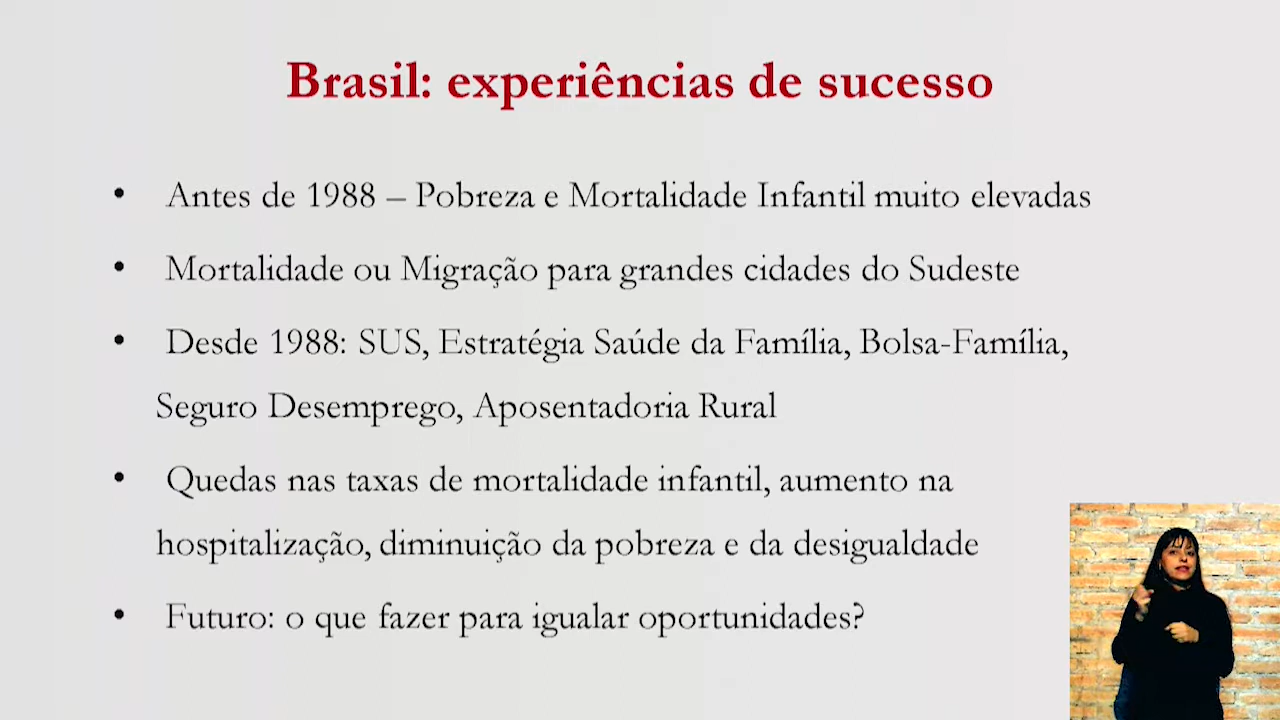 Brasil: experiências de sucesso
• Antes de 1988 – Pobreza e Mortalidade Infantil muito elevadas
• Mortalidade ou Migração para grandes cidades do Sudeste
• Desde 1988: SUS, Estratégia Saúde da Família, Bolsa-Família,
Seguro Desemprego, Aposentadoria Rural
• Quedas nas taxas de mortalidade infantil, aumento na
hospitalização, diminuição da pobreza e da desigualdade
• Futuro: o que fazer para igualar oportunidades?